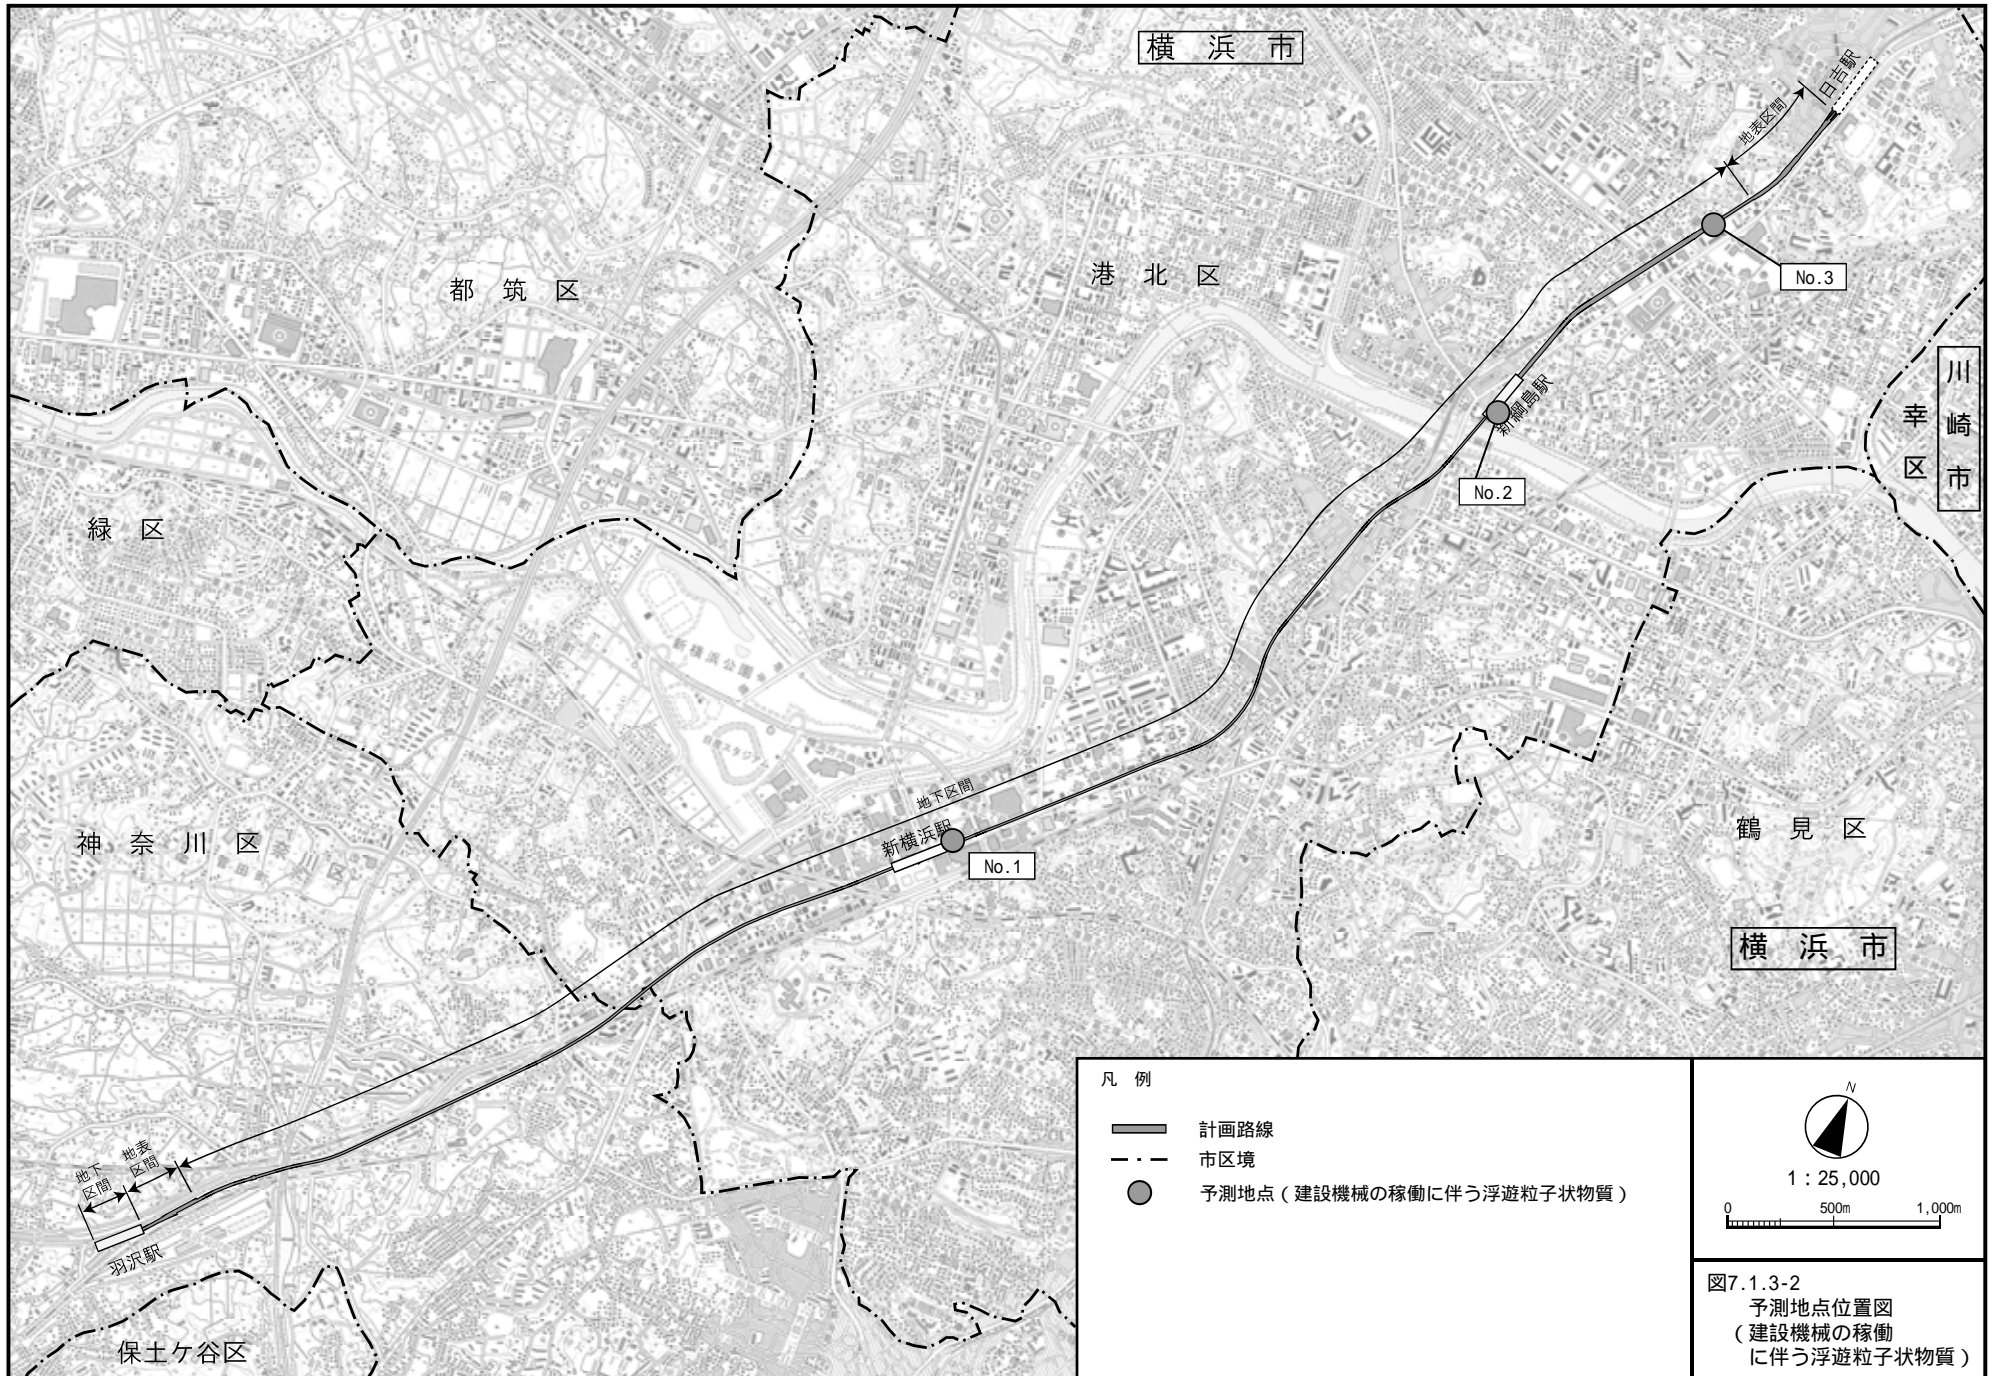 横浜市
日吉駅
地表区間
都筑区
港北区
No.3
川崎市
幸区
新綱島駅
No.2
緑区
新横浜公園
地下区間
新横浜駅
No.1
神奈川区
鶴見区
横浜市
地下
区間
地表
区間
羽沢駅
保土ケ谷区
凡例
計画路線
市区境
予測地点(建設機械の稼働に伴う浮遊粒子状物質)
N
1:25,000
0 500m 1,000m
図7.1.3-2
予測地点位置図
(建設機械の稼働
に伴う浮遊粒子状物質)